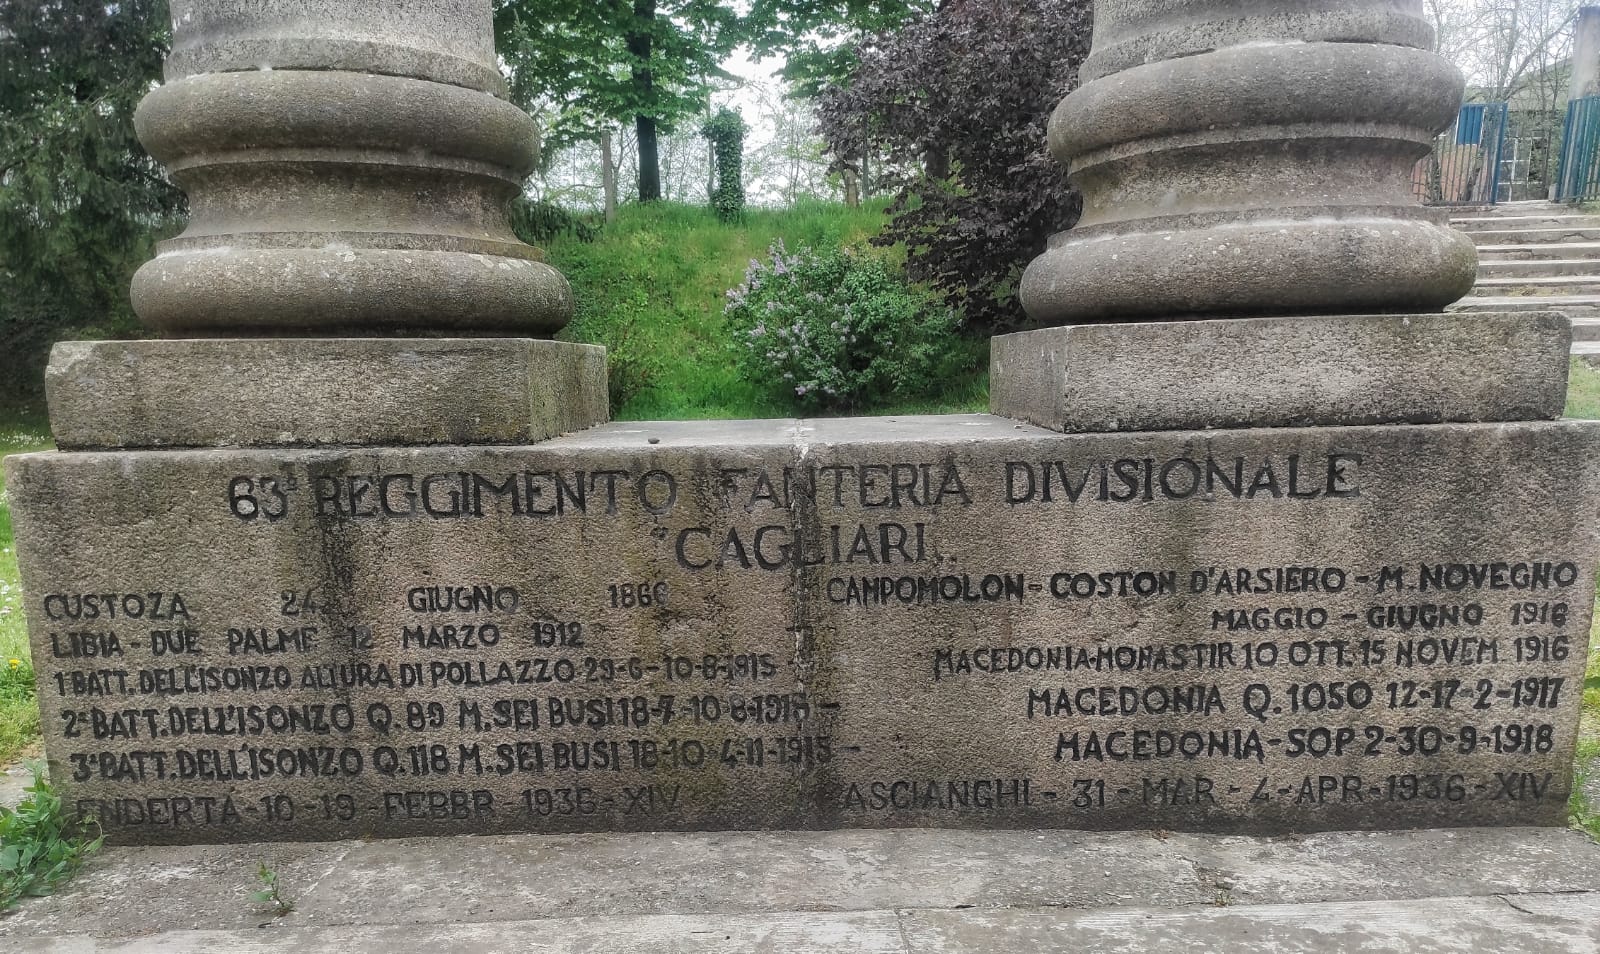 63° REGGIMENTO FANTERIA DIVISIONALE
"CAGLIARI„
CUSTOZA 24 GIUGNO 1866
LIBIA - DUE PALME 12 MARZO 1912
1 BATT. DELL'ISONZO ALTURA DI POLLAZZO 29-6-10-8-1915
2° BATT. DELL'ISONZO Q. 89 M. SEI BUSI 18-7-10-8-1915 -
3° BATT. DELL'ISONZO Q. 118 M. SEI BUSI 18-10-4-11-1915 -
ENDERTÀ - 10 - 19 - FEBBR - 1936 - XIV
CAMPOMOLON - COSTON D'ARSIERO - M. NOVEGNO
MAGGIO - GIUGNO 1916
MACEDONIA - MONASTIR 10 OTT. 15 NOVEM. 1916
MACEDONIA Q. 1050 12-17-2-1917
MACEDONIA - SOP 2-30-9-1918
ASCIANGHI - 31 - MAR - 4 - APR - 1936 - XIV